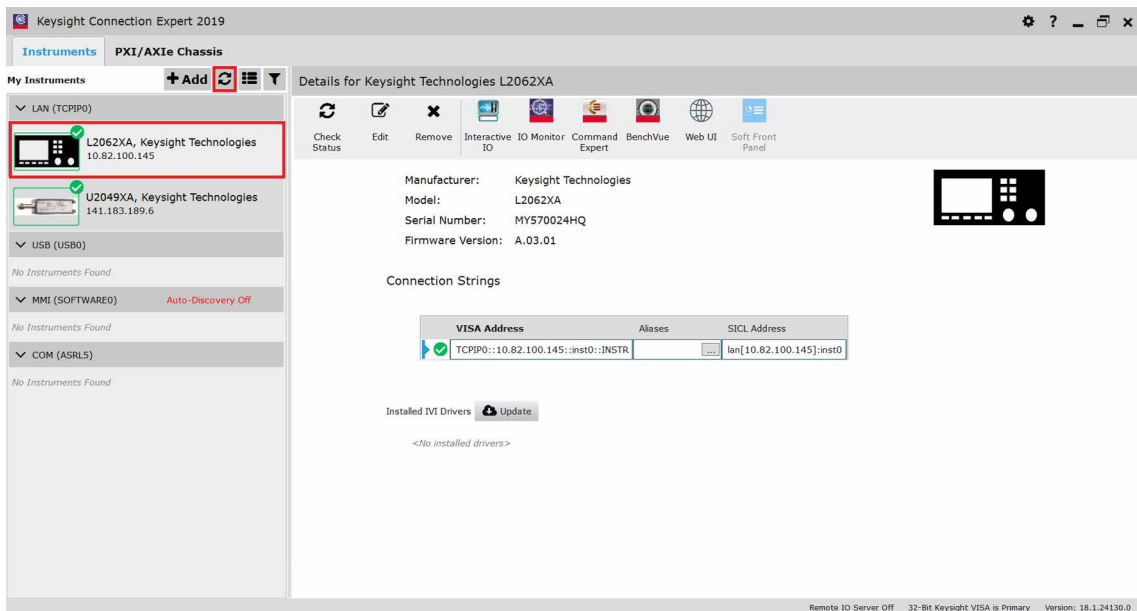 Keysight Connection Expert 2019
Instruments PXI/AXIe Chassis
My Instruments + Add
LAN (TCPIP0)
L2062XA, Keysight Technologies
10.82.100.145
U2049XA, Keysight Technologies
141.183.189.6
USB (USB0)
No Instruments Found
MMI (SOFTWARE0) Auto-Discovery Off
No Instruments Found
COM (ASRL5)
No Instruments Found
Details for Keysight Technologies L2062XA
Check Status
Edit
Remove
Interactive IO
IO Monitor
Command Expert
BenchVue
Web UI
Soft Front Panel
Manufacturer: Keysight Technologies
Model: L2062XA
Serial Number: MY570024HQ
Firmware Version: A.03.01
Connection Strings
VISA Address Aliases SICL Address
TCPIP0::10.82.100.145::inst0::INSTR ... lan[10.82.100.145]:inst0
Installed IVI Drivers Update
<No installed drivers>
Remote IO Server Off 32-Bit Keysight VISA is Primary Version: 18.1.24130.0